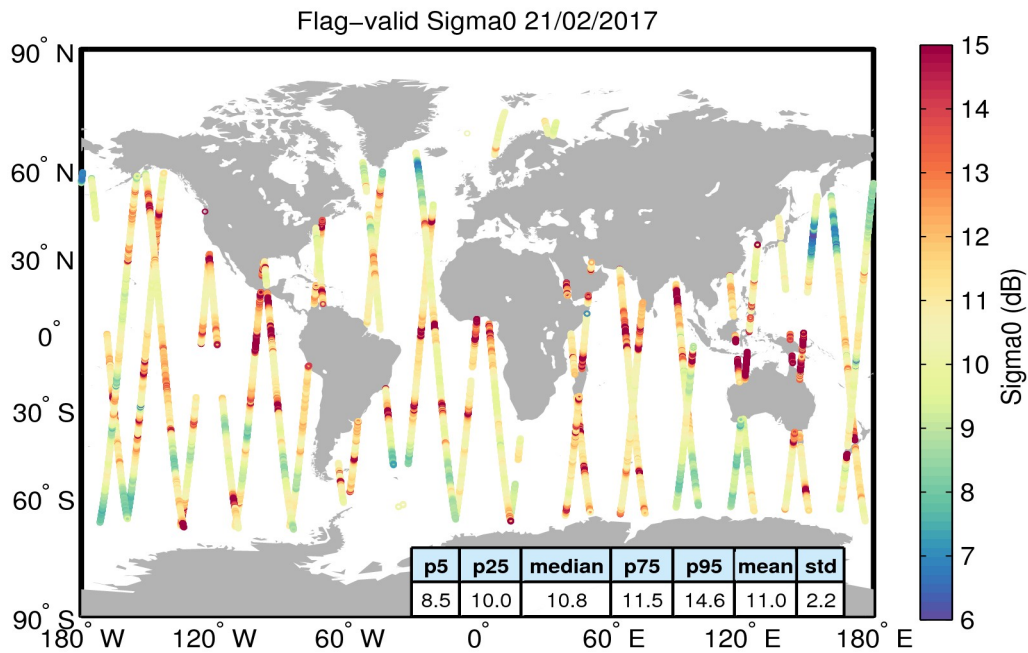 Flag−valid Sigma0 21/02/2017
90° N
60° N
30° N
0°
30° S
60° S
90° S
180° W
120° W
60° W
0°
60° E
120° E
180° E
p5 p25 median p75 p95 mean std
8.5 10.0 10.8 11.5 14.6 11.0 2.2
15
14
13
12
11
10
9
8
7
6
Sigma0 (dB)